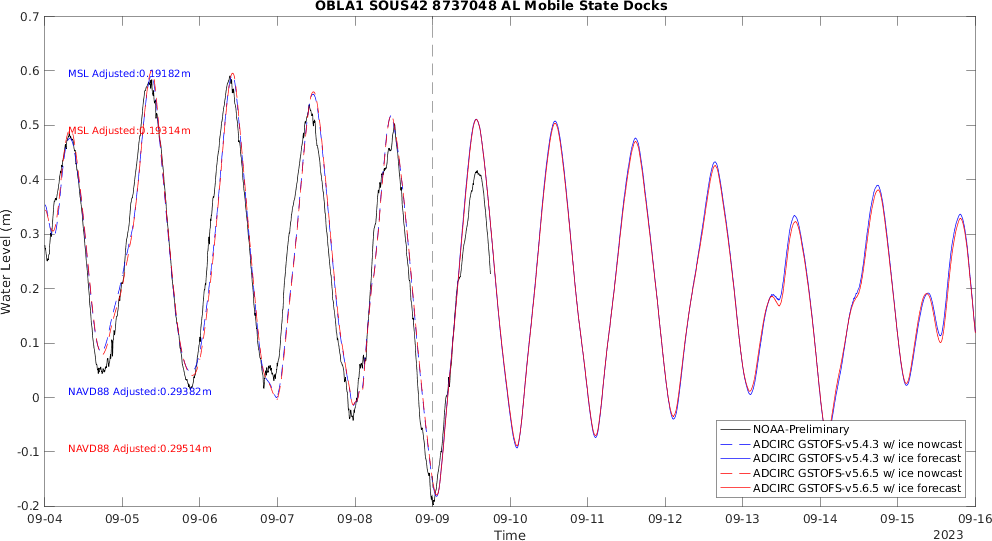 OBLA1 SOUS42 8737048 AL Mobile State Docks
Water Level (m)
0.7
0.6
0.5
0.4
0.3
0.2
0.1
0
-0.1
-0.2
MSL Adjusted:0.19182m
MSL Adjusted:0.19314m
NAVD88 Adjusted:0.29382m
NAVD88 Adjusted:0.29514m
NOAA-Preliminary
ADCIRC GSTOFS-v5.4.3 w/ ice nowcast
ADCIRC GSTOFS-v5.4.3 w/ ice forecast
ADCIRC GSTOFS-v5.6.5 w/ ice nowcast
ADCIRC GSTOFS-v5.6.5 w/ ice forecast
09-04 09-05 09-06 09-07 09-08 09-09 09-10 09-11 09-12 09-13 09-14 09-15 09-16
Time
2023